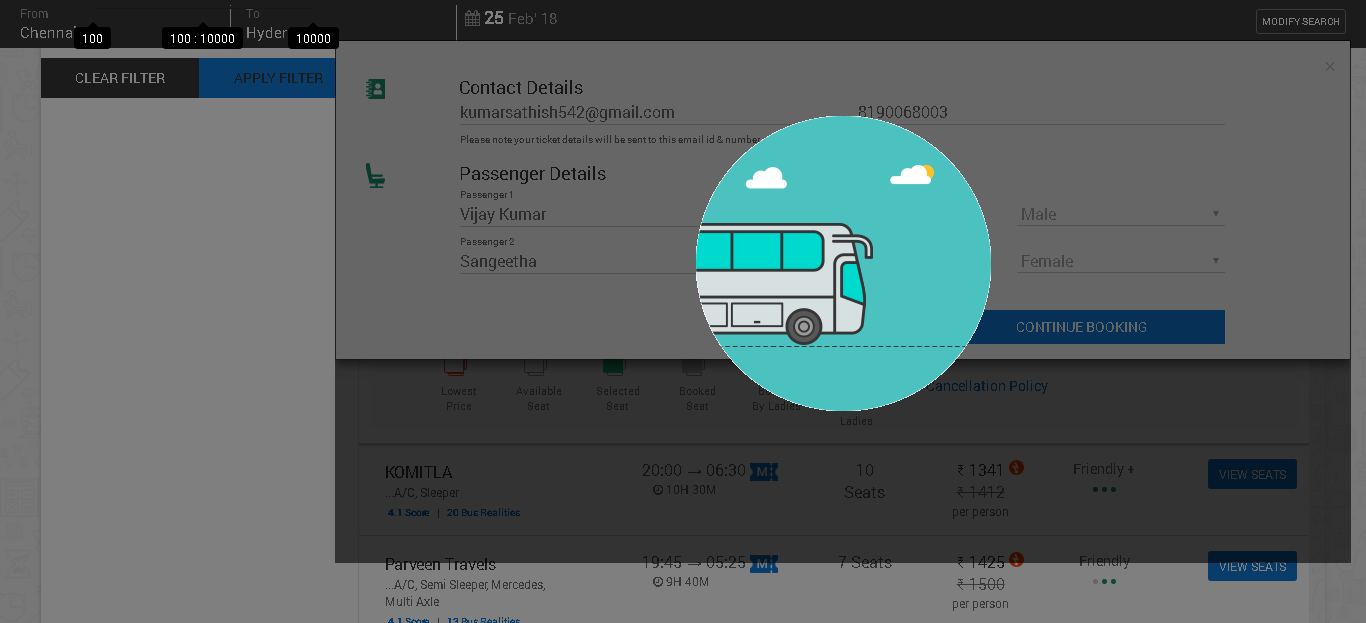 From
To
25 Feb' 18
MODIFY SEARCH
Chennai
Hyder
100
100 : 10000
10000
CLEAR FILTER
APPLY FILTER
×
Contact Details
kumarsathish542@gmail.com
8190068003
Please note your ticket details will be sent to this email id & number
Passenger Details
Passenger 1
Vijay Kumar
Male
Passenger 2
Sangeetha
Female
CONTINUE BOOKING
Lowest Price
Available Seat
Selected Seat
Booked Seat
By Ladies
Ladies
Cancellation Policy
KOMITLA
20:00 → 06:30 M
10 Seats
₹ 1341
Friendly +
VIEW SEATS
...A/C, Sleeper
10H 30M
₹ 1412
per person
4.1 Score | 20 Bus Realities
Parveen Travels
19:45 → 05:25 M
7 Seats
₹ 1425
Friendly
VIEW SEATS
...A/C, Semi Sleeper, Mercedes,
Multi Axle
9H 40M
₹ 1500
per person
4.1 Score | 13 Bus Realities